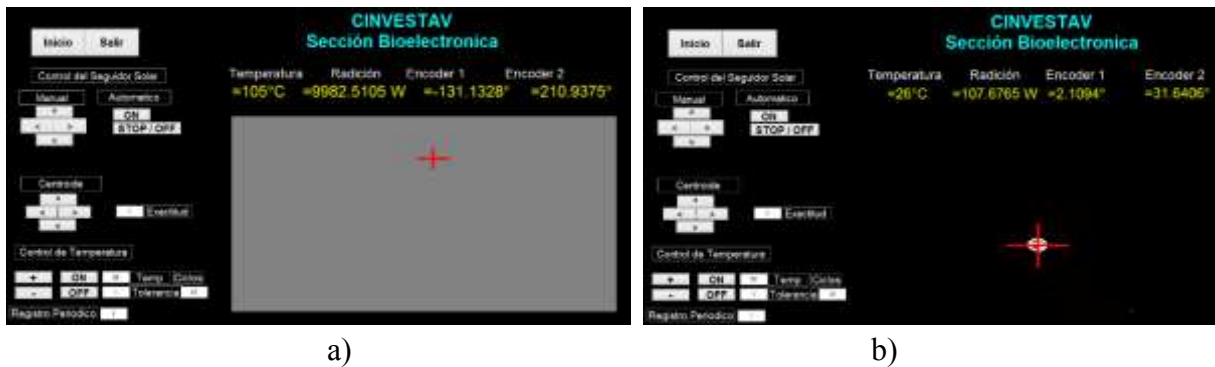 CINVESTAV
Sección Bioelectronica
Inicio Salir
Control del Seguidor Solar
Temperatura Radición Encoder 1 Encoder 2
=105°C =9982.5105 W =-131.1328° =210.9375°
Manual Automatico
ON
STOP / OFF
Centroide
Exactitud
Control de Temperatura
+ ON Temp Ciclos
- OFF Tolerancia
Registro Periodico
a)
CINVESTAV
Sección Bioelectronica
Inicio Salir
Control del Seguidor Solar
Temperatura Radición Encoder 1 Encoder 2
=26°C =107.6765 W =2.1094° =31.6406°
Manual Automatico
ON
STOP / OFF
Centroide
Exactitud
Control de Temperatura
+ ON Temp Ciclos
- OFF Tolerancia
Registro Periodico
b)